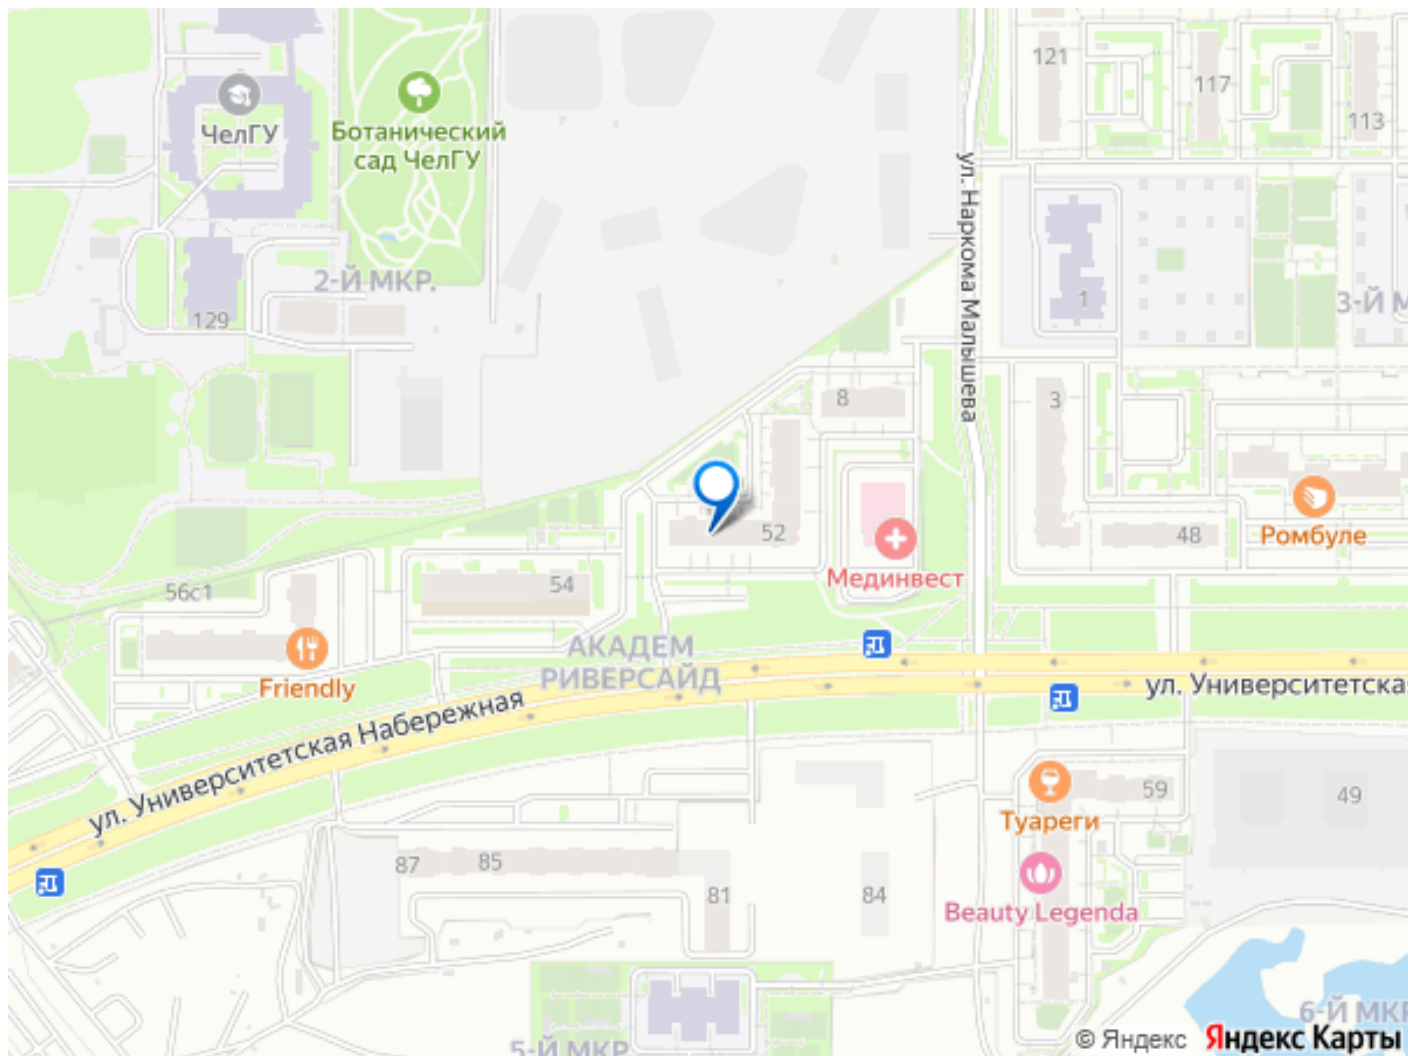 121
117
113
ЧелГУ
Ботанический
сад ЧелГУ
ул. Наркома Малышева
2-Й МКР.
129
1
3-Й М
8
3
52
48
Ромбуле
Мединвест
56с1
54
Friendly
АКАДЕМ
РИВЕРСАЙД
ул. Университетская Набережная
ул. Университетска
59
49
Туареги
87
85
81
84
Beauty Legenda
6-Й МКР
5-Й МКР
© Яндекс Яндекс Карты